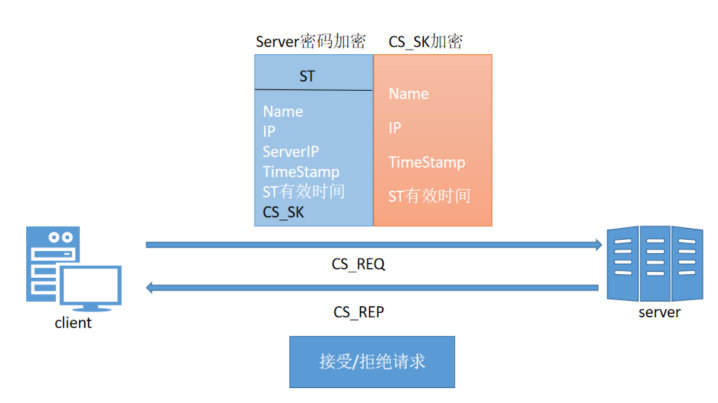 Server密码加密
CS_SK加密
ST
Name
IP
ServerIP
TimeStamp
ST有效时间
CS_SK
Name
IP
TimeStamp
ST有效时间
CS_REQ
CS_REP
client
server
接受/拒绝请求